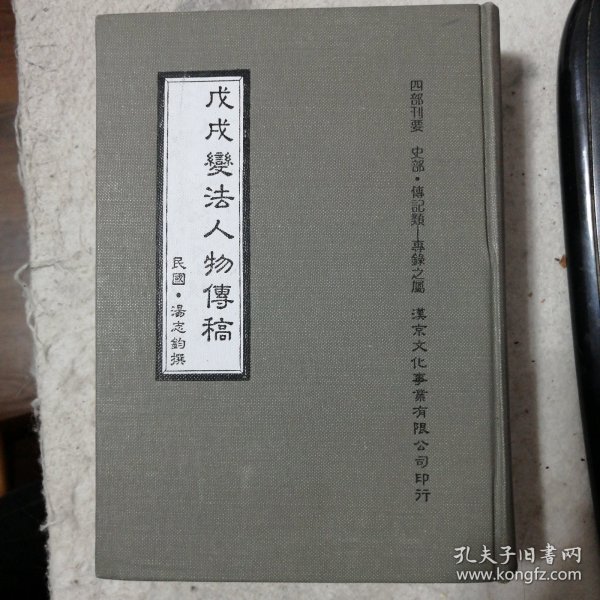 四部刊要 史部·傳記類—專錄之屬 漢京文化事業有限公司印行
戊戌變法人物傳稿
民國·湯志鈞撰
孔夫子旧书网
www.kongfz.com